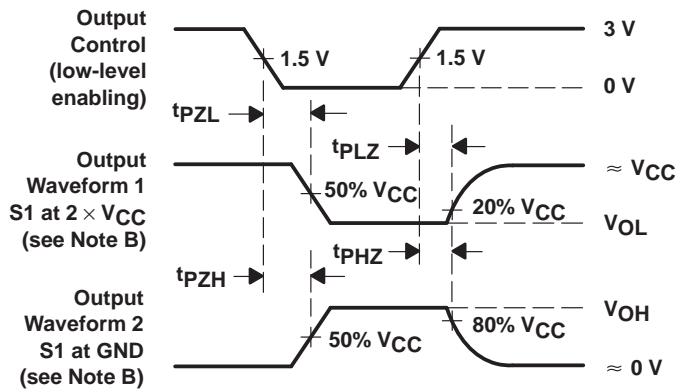 Output
Control
(low-level
enabling)
1.5 V
1.5 V
3 V
0 V
tPZL
tPLZ
Output
Waveform 1
S1 at 2 × VCC
(see Note B)
50% VCC
20% VCC
≈ VCC
VOL
tPZH
tPHZ
Output
Waveform 2
S1 at GND
(see Note B)
50% VCC
80% VCC
VOH
≈ 0 V